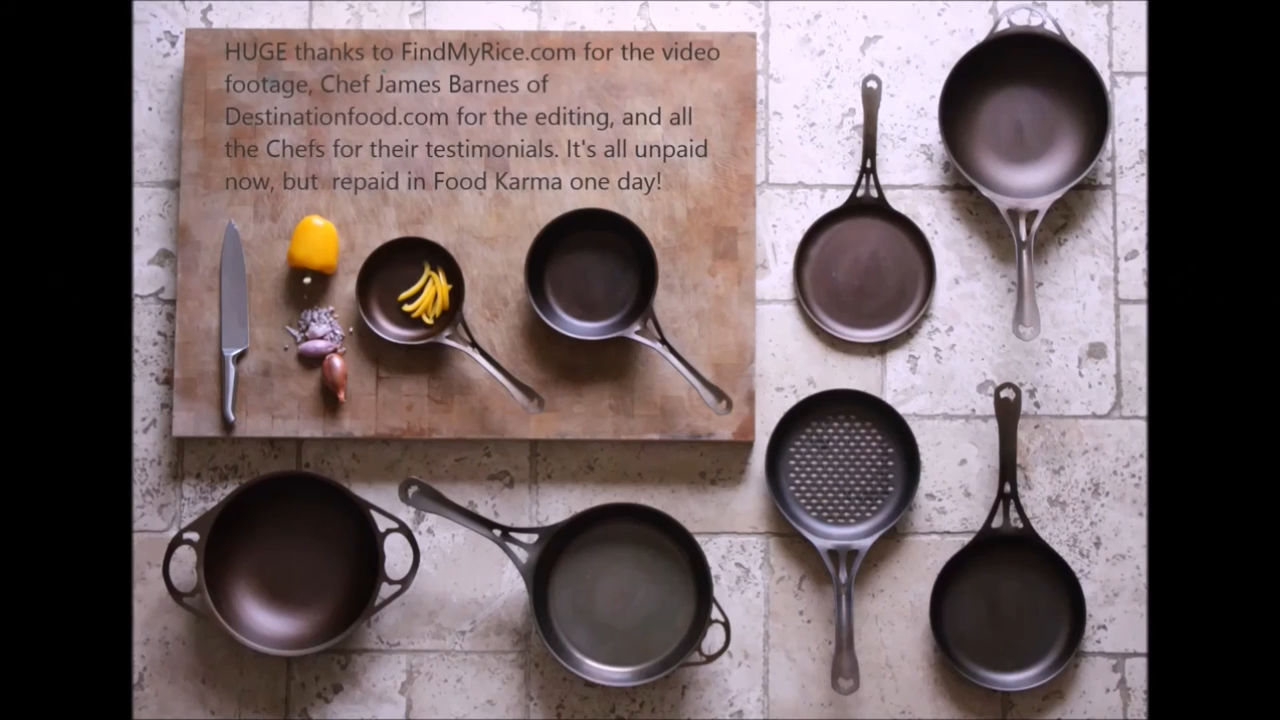 HUGE thanks to FindMyRice.com for the video
footage, Chef James Barnes of
Destinationfood.com for the editing, and all
the Chefs for their testimonials. It's all unpaid
now, but  repaid in Food Karma one day!